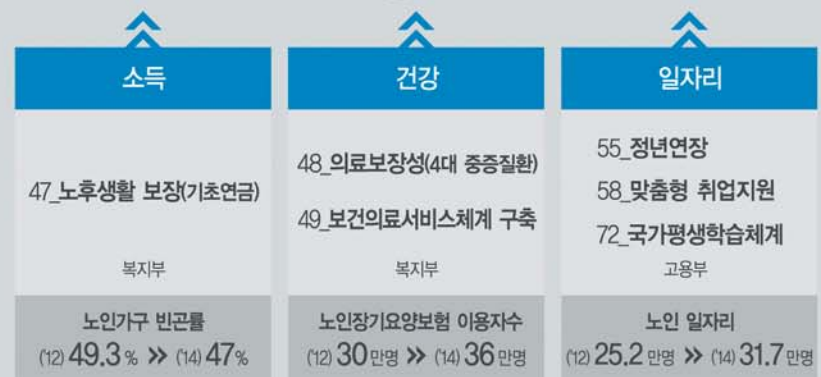 소득
47_노후생활 보장(기초연금)
복지부
노인가구 빈곤률
('12) 49.3 % » ('14) 47 %
건강
48_의료보장성(4대 중증질환)
49_보건의료서비스체계 구축
복지부
노인장기요양보험 이용자수
('12) 30 만명 » ('14) 36 만명
일자리
55_정년연장
58_맞춤형 취업지원
72_국가평생학습체계
고용부
노인 일자리
('12) 25.2 만명 » ('14) 31.7 만명